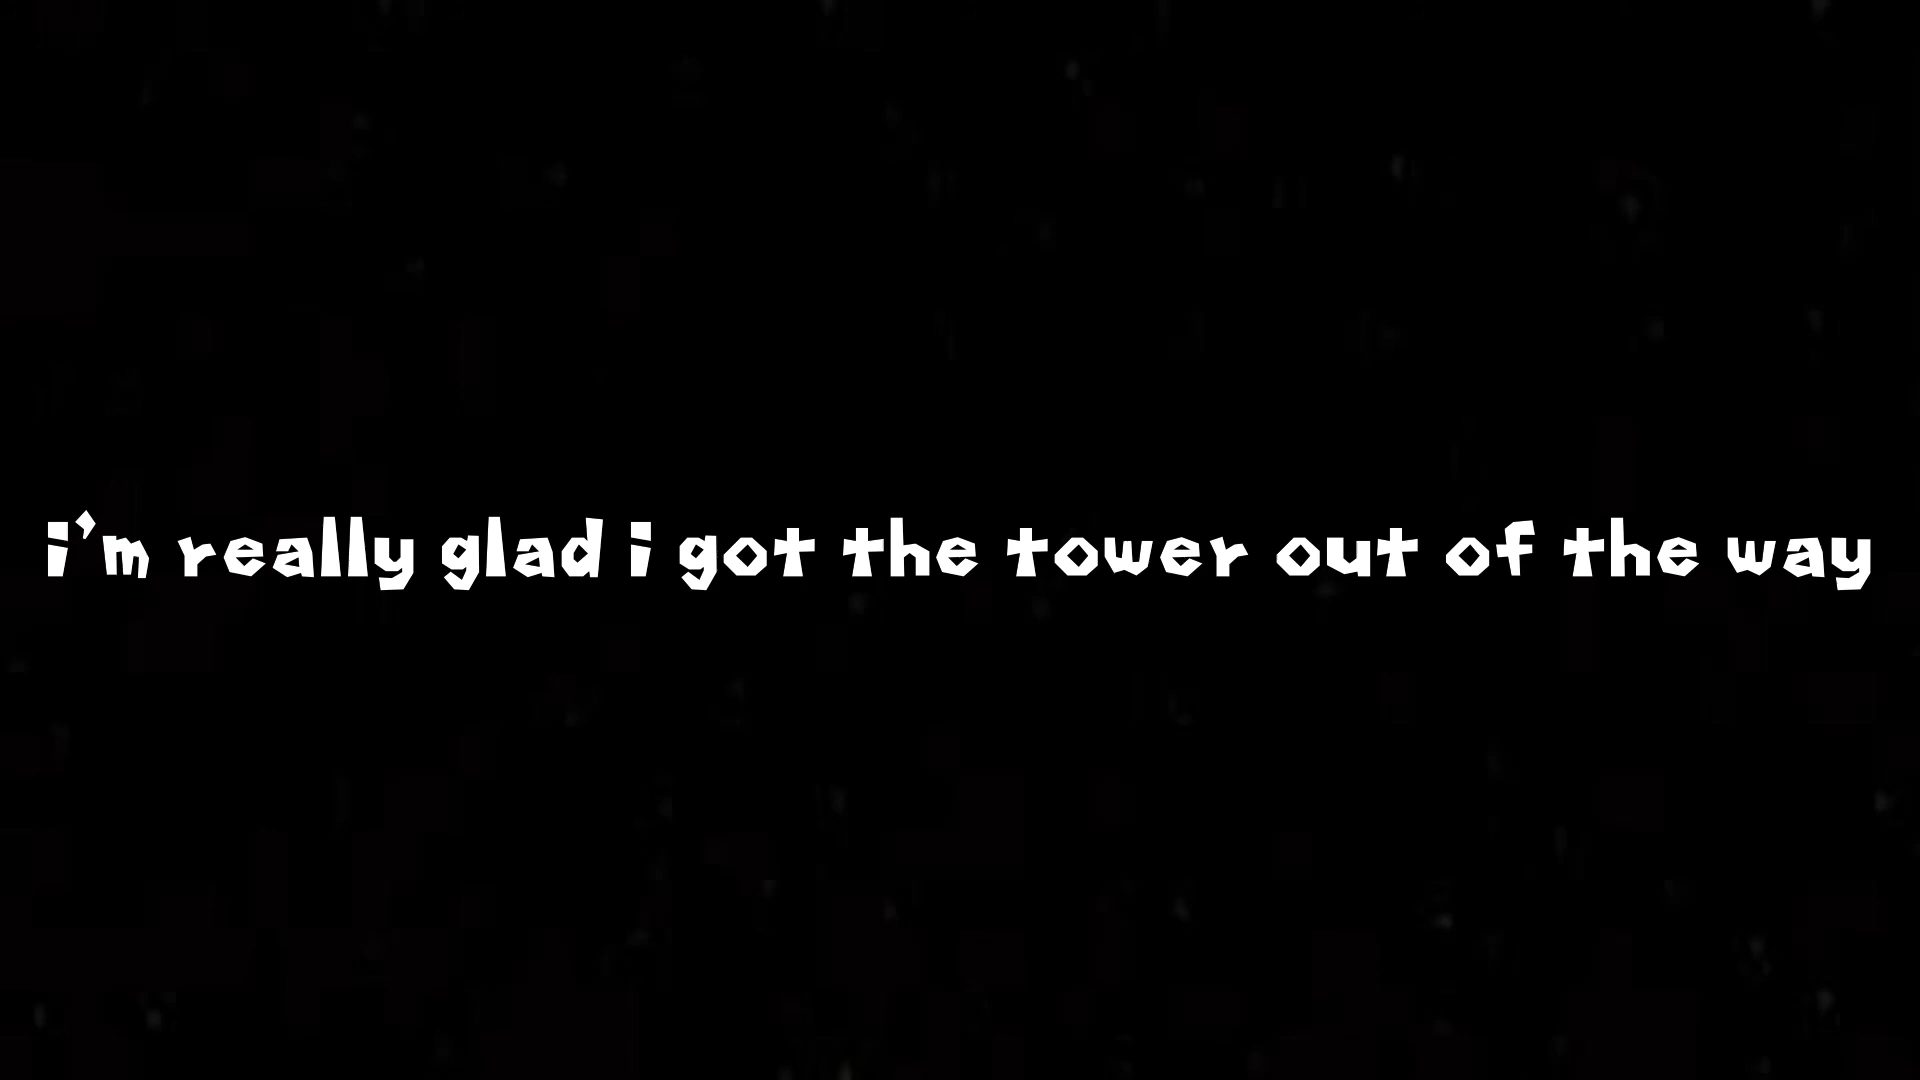 i’m really glad i got the tower out of the way